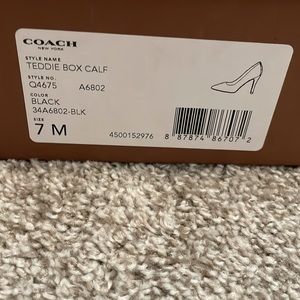 COACH
NEW YORK
STYLE NAME
TEDDIE BOX CALF
STYLE NO.
Q4675 A6802
COLOR
BLACK
34A6802-BLK
SIZE
7 M
4500152976
8 87874 86707 2